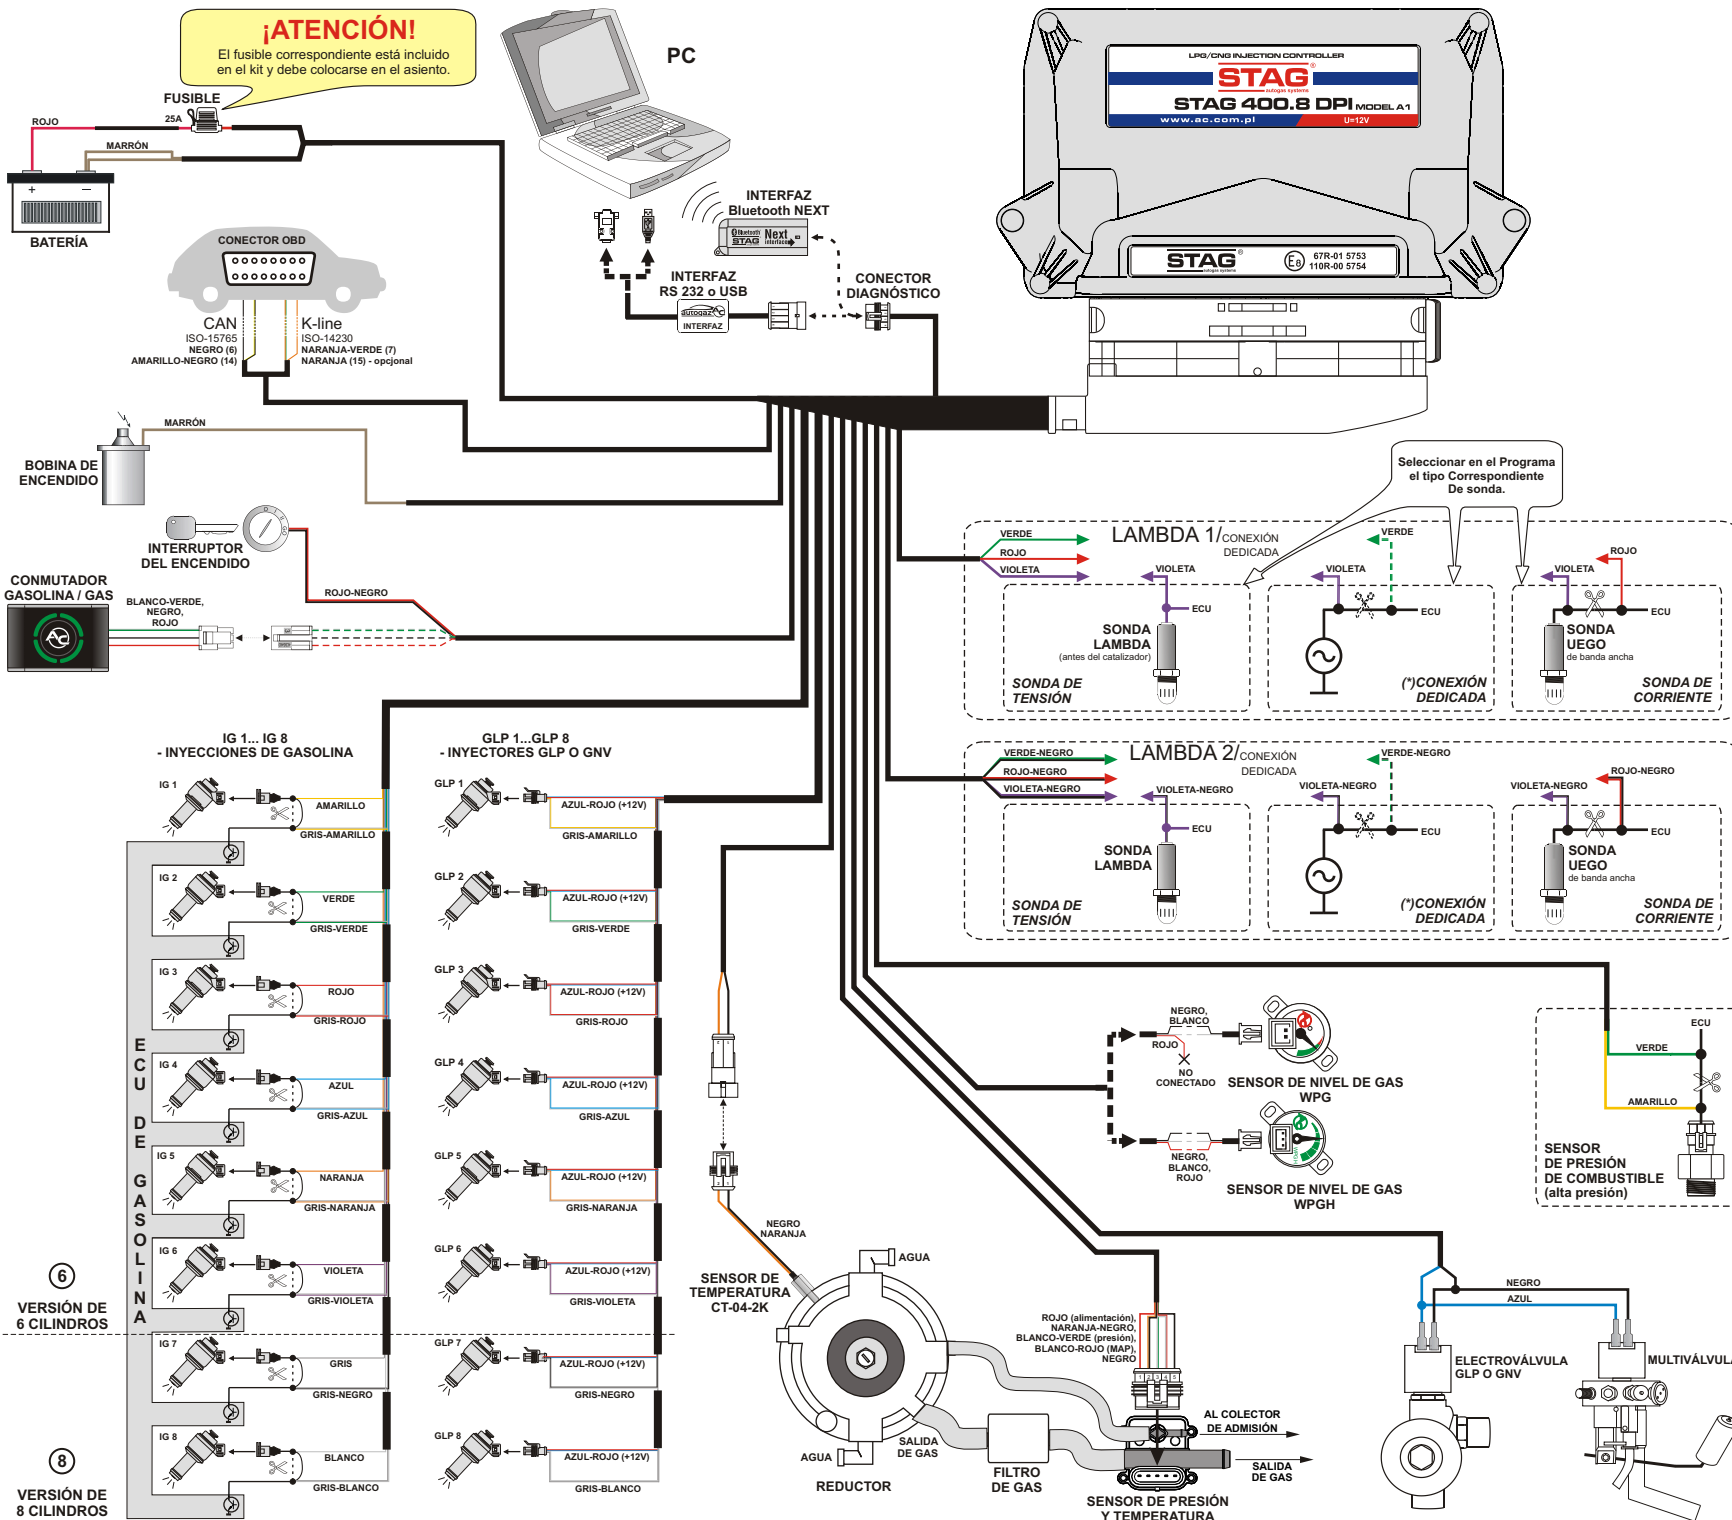 ¡ATENCIÓN!
El fusible correspondiente está incluido
en el kit y debe colocarse en el asiento.
FUSIBLE
25A
ROJO
MARRÓN
+
–
BATERÍA
PC
INTERFAZ
Bluetooth NEXT
Bluetooth
STAG
Next
interface
INTERFAZ
RS 232 o USB
autogaz AC
INTERFAZ
CONECTOR
DIAGNÓSTICO
LPG/CNG INJECTION CONTROLLER
STAG
autogas systems
STAG 400.8 DPI MODEL A1
www.ac.com.pl
U=12V
STAG
autogas systems
E8
67R-01 5753
110R-00 5754
CONECTOR OBD
CAN
ISO-15765
NEGRO (6)
AMARILLO-NEGRO (14)
K-line
ISO-14230
NARANJA-VERDE (7)
NARANJA (15) - opcjonal
BOBINA DE
ENCENDIDO
MARRÓN
INTERRUPTOR
DEL ENCENDIDO
ROJO-NEGRO
CONMUTADOR
GASOLINA / GAS
BLANCO-VERDE,
NEGRO,
ROJO
Seleccionar en el Programa
el tipo Correspondiente
De sonda.
LAMBDA 1/CONEXIÓN
DEDICADA
VERDE
ROJO
VIOLETA
VIOLETA
ECU
SONDA
LAMBDA
(antes del catalizador)
SONDA DE
TENSIÓN
VERDE
VIOLETA
ECU
(*)CONEXIÓN
DEDICADA
ROJO
VIOLETA
ECU
SONDA
UEGO
de banda ancha
SONDA DE
CORRIENTE
LAMBDA 2/CONEXIÓN
DEDICADA
VERDE-NEGRO
ROJO-NEGRO
VIOLETA-NEGRO
VIOLETA-NEGRO
ECU
SONDA
LAMBDA
SONDA DE
TENSIÓN
VERDE-NEGRO
VIOLETA-NEGRO
ECU
(*)CONEXIÓN
DEDICADA
ROJO-NEGRO
VIOLETA-NEGRO
ECU
SONDA
UEGO
de banda ancha
SONDA DE
CORRIENTE
IG 1... IG 8
- INYECCIONES DE GASOLINA
IG 1
AMARILLO
GRIS-AMARILLO
IG 2
VERDE
GRIS-VERDE
IG 3
ROJO
GRIS-ROJO
IG 4
AZUL
GRIS-AZUL
IG 5
NARANJA
GRIS-NARANJA
IG 6
VIOLETA
GRIS-VIOLETA
IG 7
GRIS
GRIS-NEGRO
IG 8
BLANCO
GRIS-BLANCO
ECU DE GASOLINA
6
VERSIÓN DE
6 CILINDROS
8
VERSIÓN DE
8 CILINDROS
GLP 1...GLP 8
- INYECTORES GLP O GNV
GLP 1
AZUL-ROJO (+12V)
GRIS-AMARILLO
GLP 2
AZUL-ROJO (+12V)
GRIS-VERDE
GLP 3
AZUL-ROJO (+12V)
GRIS-ROJO
GLP 4
AZUL-ROJO (+12V)
GRIS-AZUL
GLP 5
AZUL-ROJO (+12V)
GRIS-NARANJA
GLP 6
AZUL-ROJO (+12V)
GRIS-VIOLETA
GLP 7
AZUL-ROJO (+12V)
GRIS-NEGRO
GLP 8
AZUL-ROJO (+12V)
GRIS-BLANCO
NEGRO
NARANJA
SENSOR DE
TEMPERATURA
CT-04-2K
AGUA
AGUA
REDUCTOR
SALIDA
DE GAS
FILTRO
DE GAS
ROJO (alimentación),
NARANJA-NEGRO,
BLANCO-VERDE (presión),
BLANCO-ROJO (MAP),
NEGRO
1 2 3 4 5
AL COLECTOR
DE ADMISIÓN
SALIDA
DE GAS
SENSOR DE PRESIÓN
Y TEMPERATURA
NEGRO,
BLANCO
ROJO
NO
CONECTADO
SENSOR DE NIVEL DE GAS
WPG
NEGRO,
BLANCO,
ROJO
SENSOR DE NIVEL DE GAS
WPGH
ECU
VERDE
AMARILLO
SENSOR
DE PRESIÓN
DE COMBUSTIBLE
(alta presión)
NEGRO
AZUL
ELECTROVÁLVULA
GLP O GNV
MULTIVÁLVULA